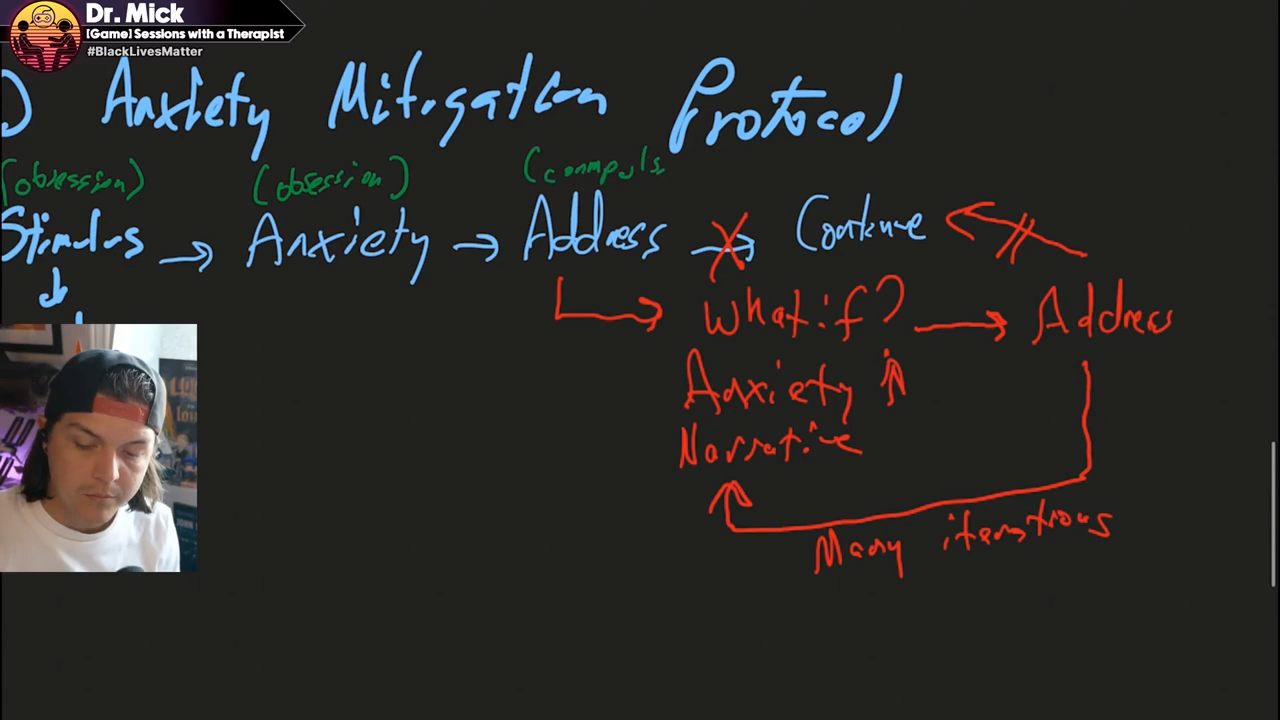 Dr. Mick
[Game] Sessions with a Therapist
#BlackLivesMatter
) Anxiety Mitigation Protocol
(obsession) (obsession) (compuls
Stimulus → Anxiety → Address → Continue
What if? → Address
Anxiety ↑
Narrative
Many iterations